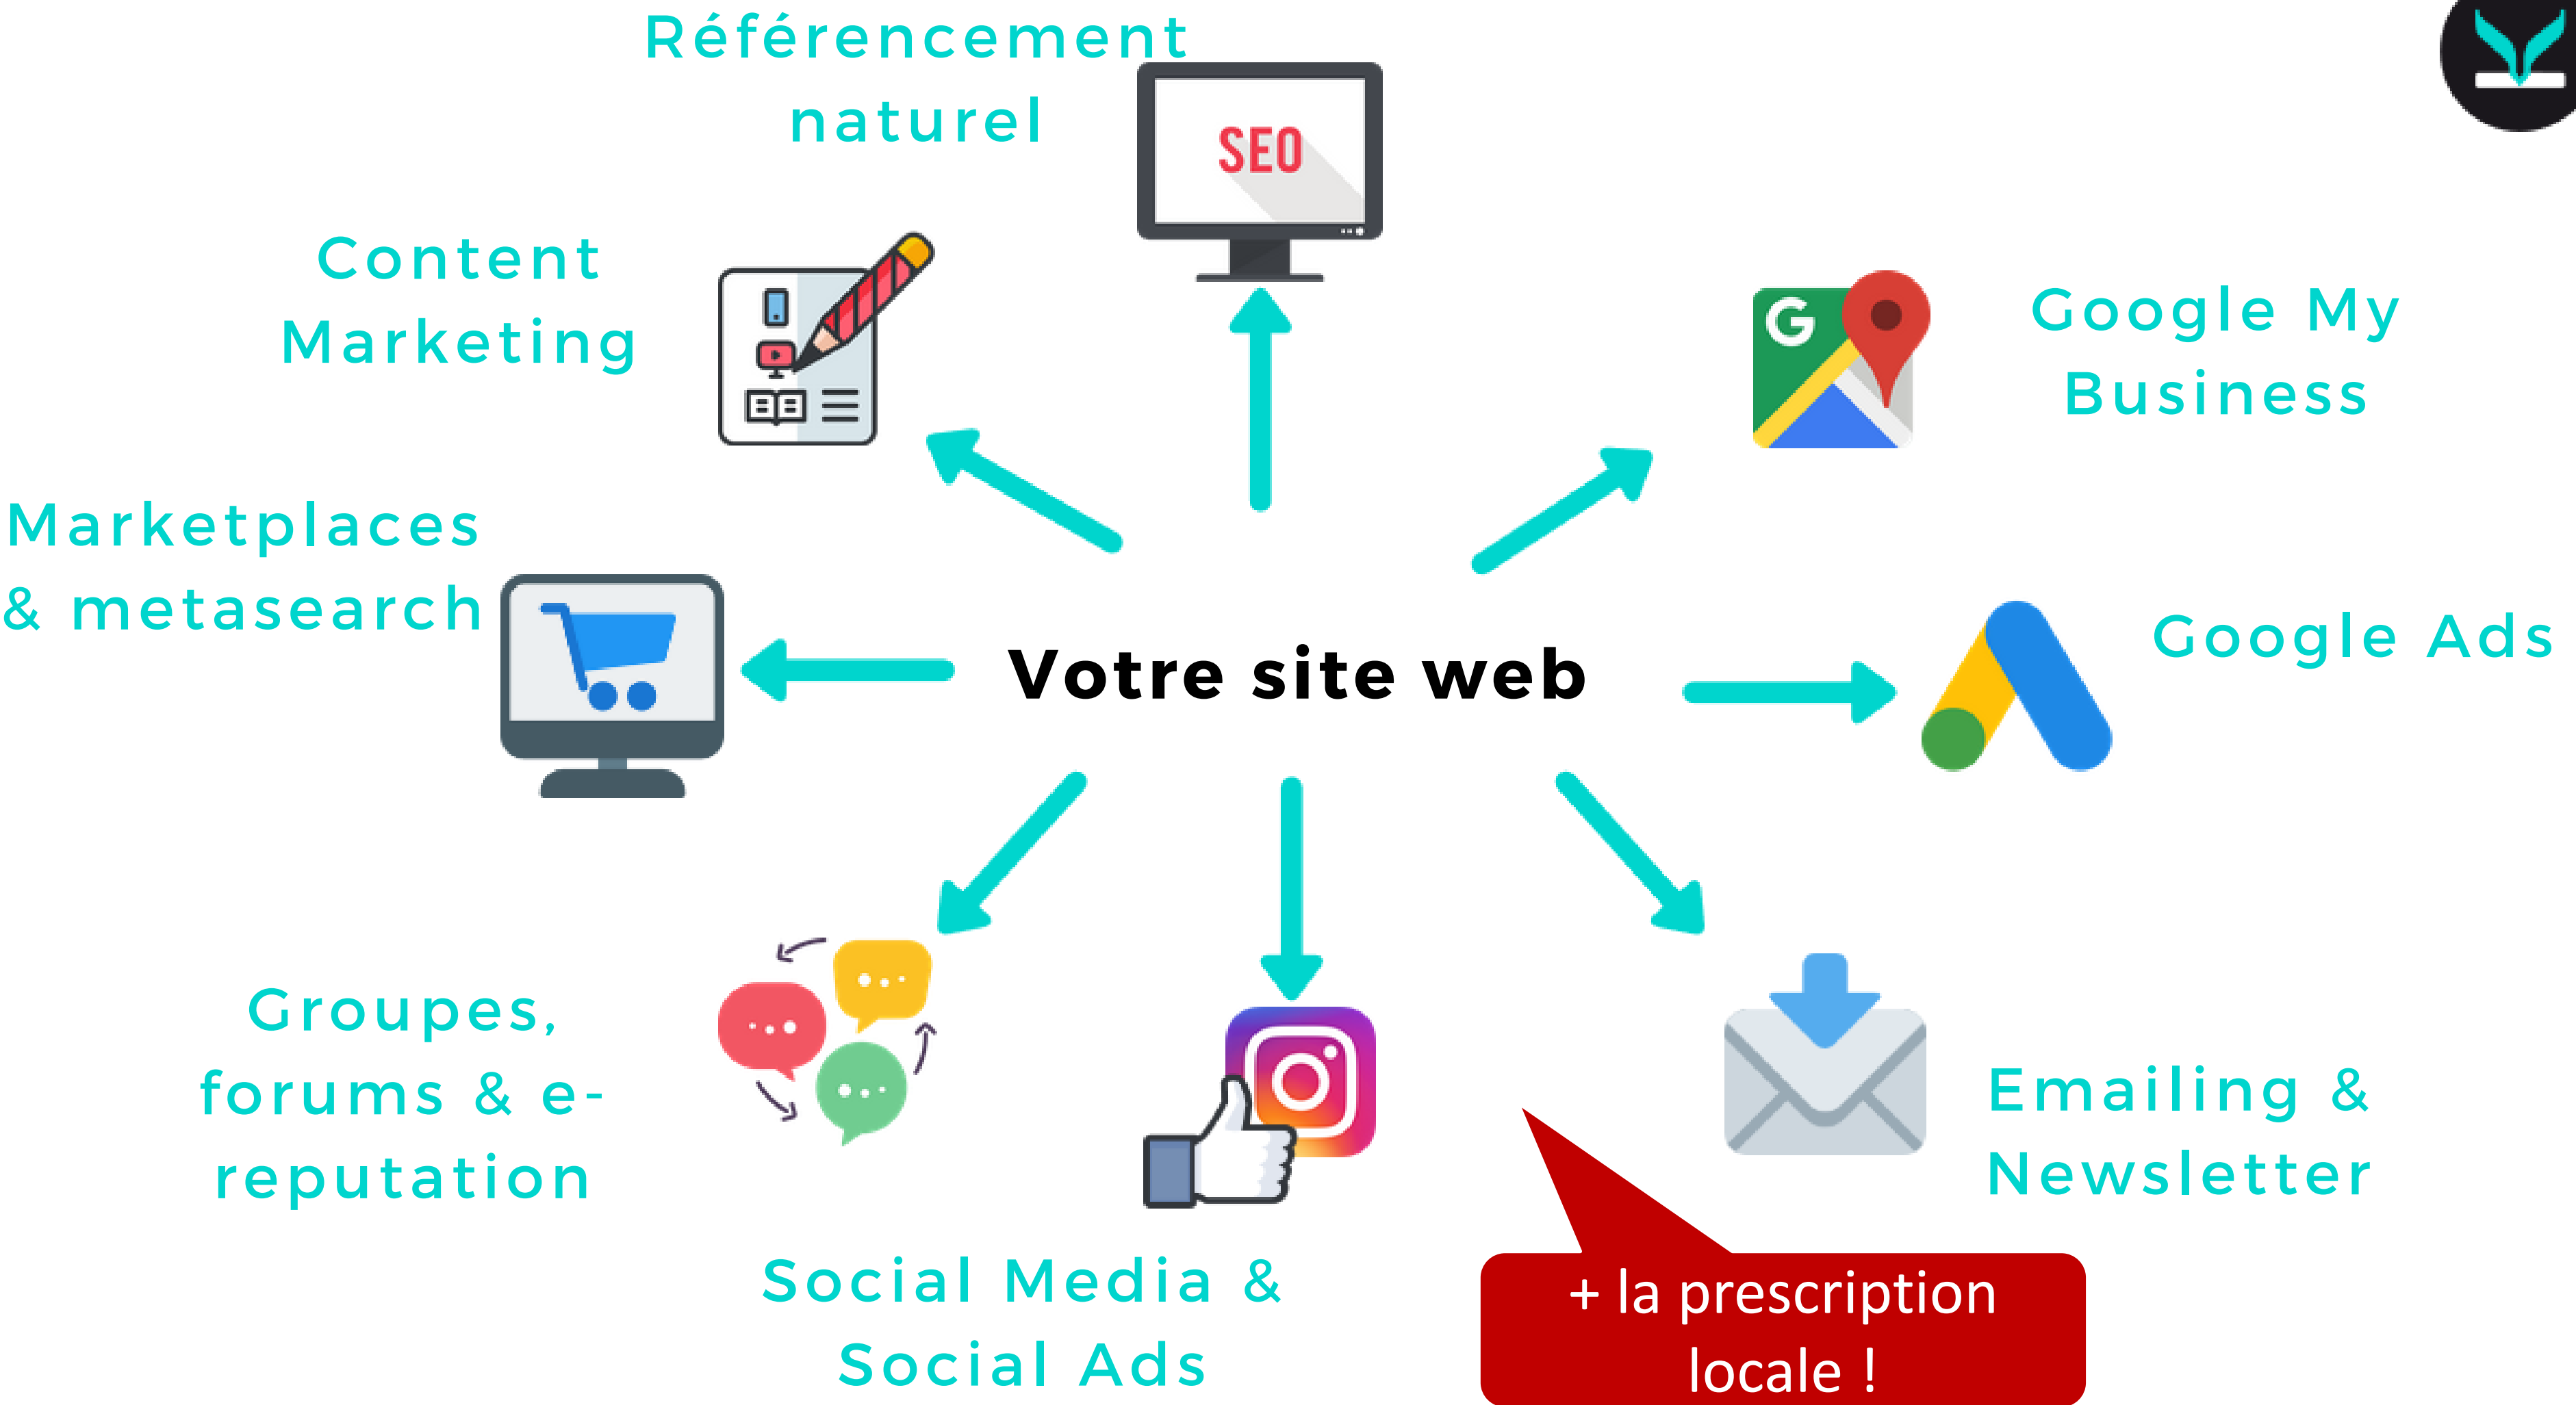 Référencement
naturel
SEO
Content
Marketing
G
Google My
Business
Marketplaces
& metasearch
Votre site web
Google Ads
Groupes,
forums & e-
reputation
Emailing &
Newsletter
Social Media &
Social Ads
+ la prescription
locale !